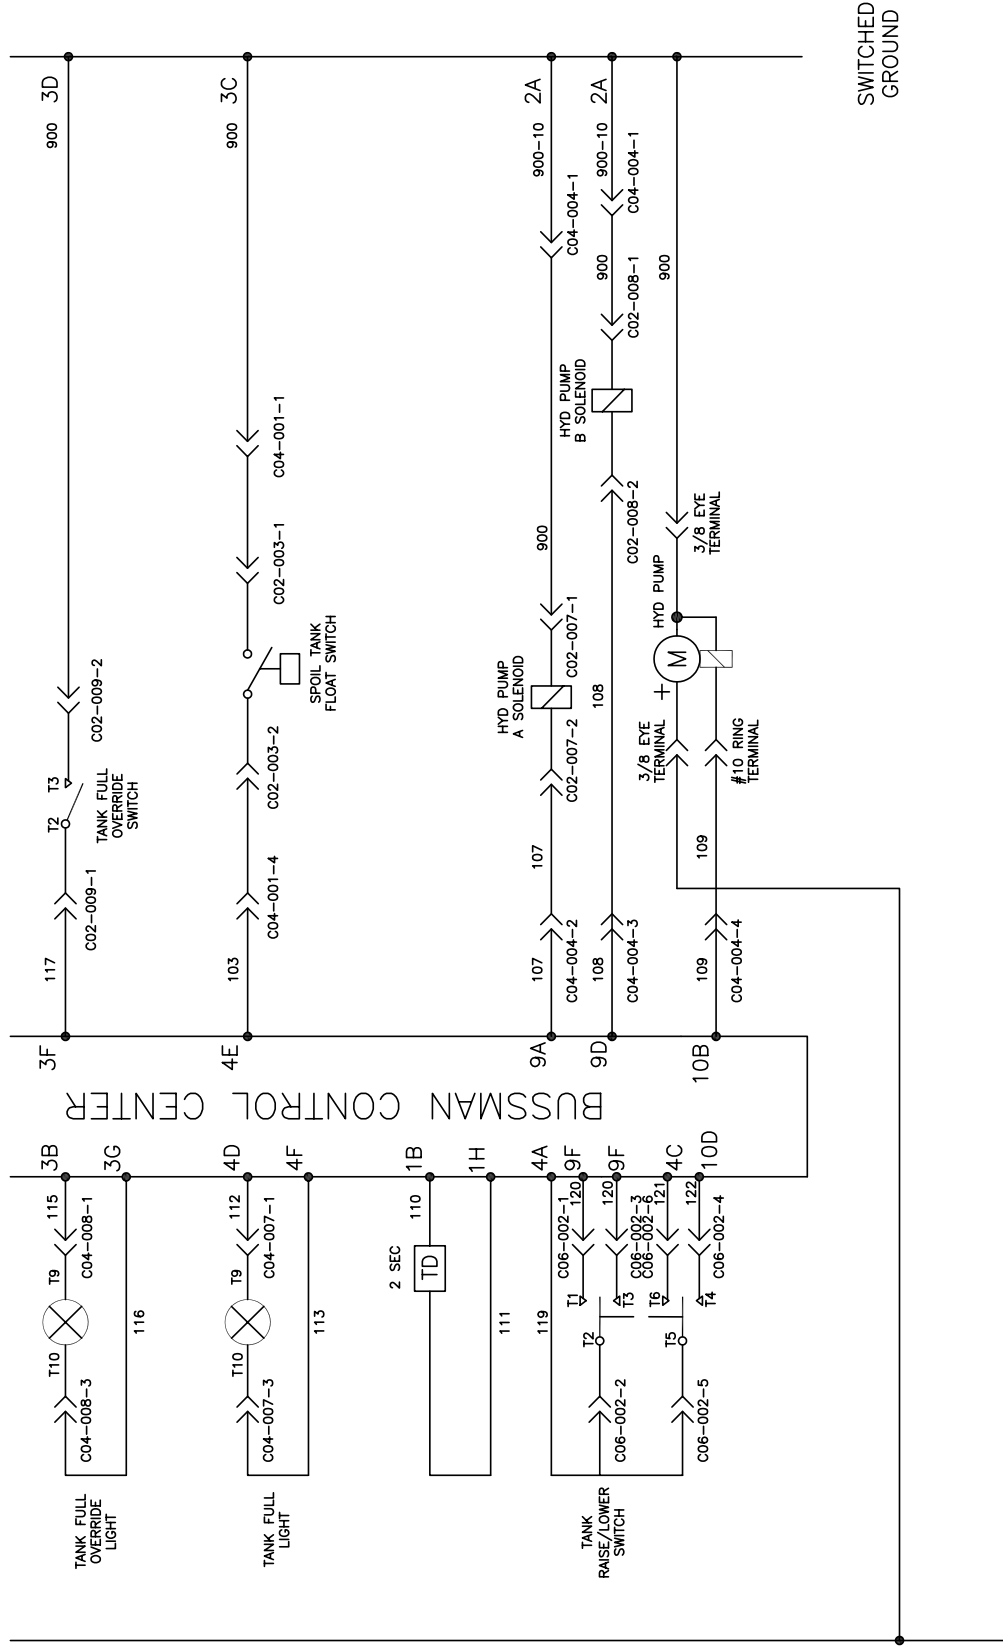 SWITCHED
GROUND
3D
900
C02-009-2
T3
T2
TANK FULL
OVERRIDE
SWITCH
C02-009-1
117
3F
3C
900
C04-001-1
C02-003-1
SPOIL TANK
FLOAT SWITCH
C02-003-2
C04-001-4
103
4E
2A
900-10
C04-004-1
900
C02-007-1
HYD PUMP
A SOLENOID
C02-007-2
107
C04-004-2
107
9A
2A
900-10
C04-004-1
900
C02-008-1
HYD PUMP
B SOLENOID
C02-008-2
108
C04-004-3
108
9D
900
3/8 EYE
TERMINAL
HYD PUMP
M
+
3/8 EYE
TERMINAL
#10 RING
TERMINAL
109
C04-004-4
109
10B
BUSSMAN CONTROL CENTER
3B
115
C04-008-1
T9
T10
C04-008-3
3G
116
TANK FULL
OVERRIDE
LIGHT
4D
112
C04-007-1
T9
T10
C04-007-3
4F
113
TANK FULL
LIGHT
1B
110
2 SEC
TD
1H
111
4A
119
9F
120
C06-002-1
T1
9F
120
C06-002-3
T3
T2
C06-002-2
4C
121
C06-002-6
T6
10D
122
C06-002-4
T4
T5
C06-002-5
TANK
RAISE/LOWER
SWITCH